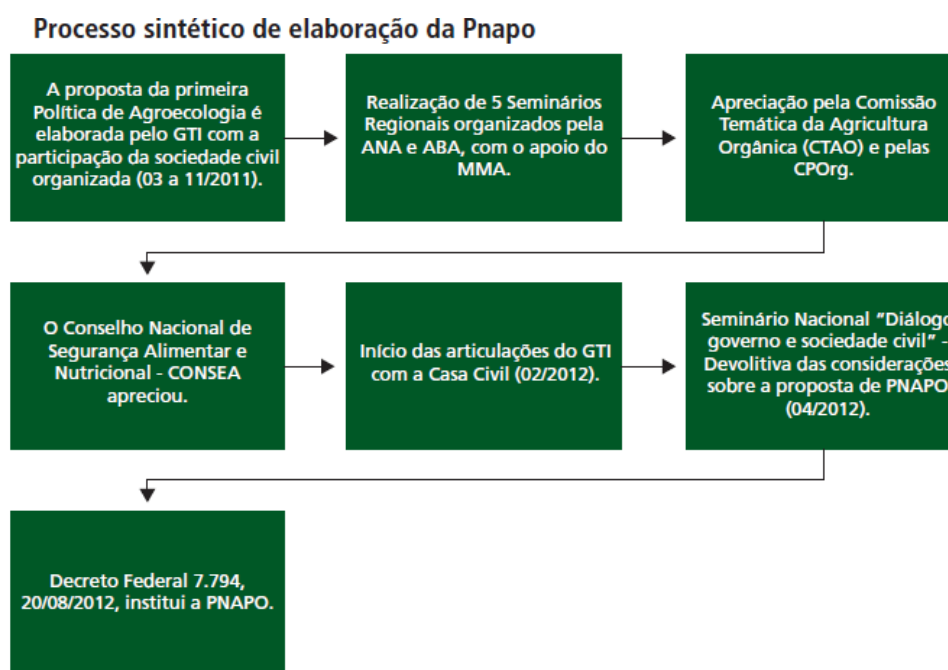 Processo sintético de elaboração da Pnapo
A proposta da primeira
Política de Agroecologia é
elaborada pelo GTI com a
participação da sociedade civil
organizada (03 a 11/2011).
Realização de 5 Seminários
Regionais organizados pela
ANA e ABA, com o apoio do
MMA.
Apreciação pela Comissão
Temática da Agricultura
Orgânica (CTAO) e pelas
CPOrg.
O Conselho Nacional de
Segurança Alimentar e
Nutricional - CONSEA
apreciou.
Início das articulações do GTI
com a Casa Civil (02/2012).
Seminário Nacional “Diálogo
governo e sociedade civil” -
Devolitiva das considerações
sobre a proposta de PNAPO
(04/2012).
Decreto Federal 7.794,
20/08/2012, institui a PNAPO.